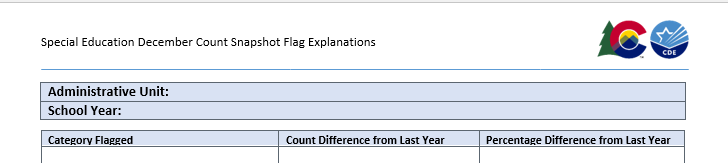 Special Education December Count Snapshot Flag Explanations
CDE
Administrative Unit:
School Year:
Category Flagged Count Difference from Last Year Percentage Difference from Last Year